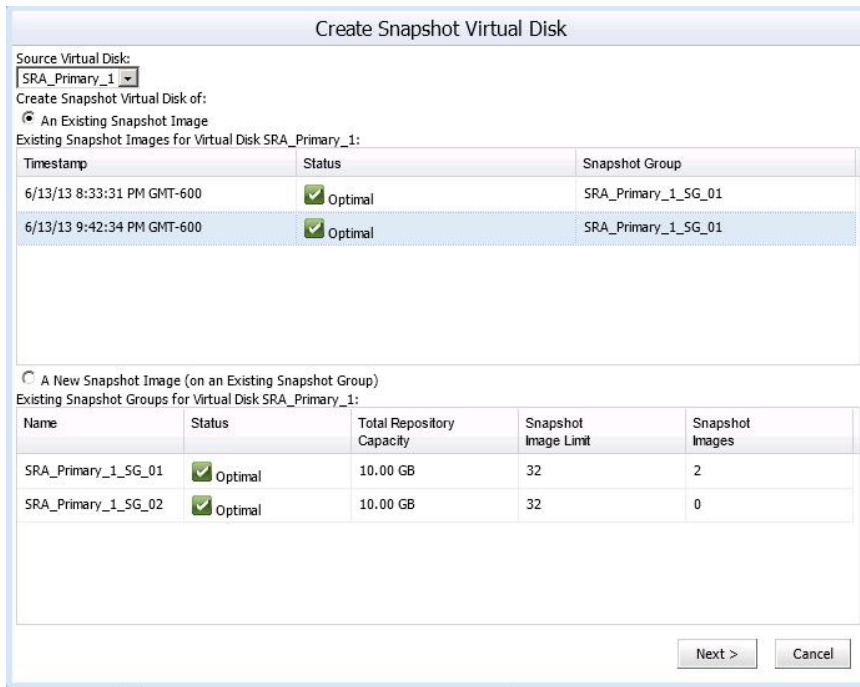 Create Snapshot Virtual Disk
Source Virtual Disk:
SRA_Primary_1
Create Snapshot Virtual Disk of:
An Existing Snapshot Image
Existing Snapshot Images for Virtual Disk SRA_Primary_1:
Timestamp Status Snapshot Group
6/13/13 8:33:31 PM GMT-600 Optimal SRA_Primary_1_SG_01
6/13/13 9:42:34 PM GMT-600 Optimal SRA_Primary_1_SG_01
A New Snapshot Image (on an Existing Snapshot Group)
Existing Snapshot Groups for Virtual Disk SRA_Primary_1:
Name Status Total Repository Snapshot Snapshot
Capacity Image Limit Images
SRA_Primary_1_SG_01 Optimal 10.00 GB 32 2
SRA_Primary_1_SG_02 Optimal 10.00 GB 32 0
Next > Cancel